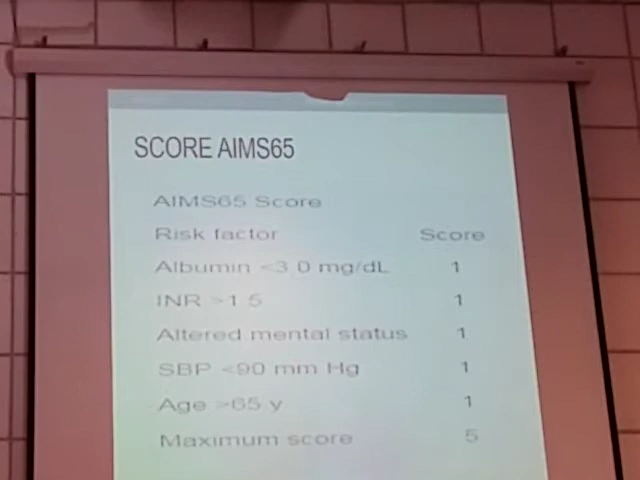 SCORE AIMS65
AIMS65 Score
Risk factor Score
Albumin <3 0 mg/dL 1
INR >1 5 1
Altered mental status 1
SBP <90 mm Hg 1
Age >65 y 1
Maximum score 5